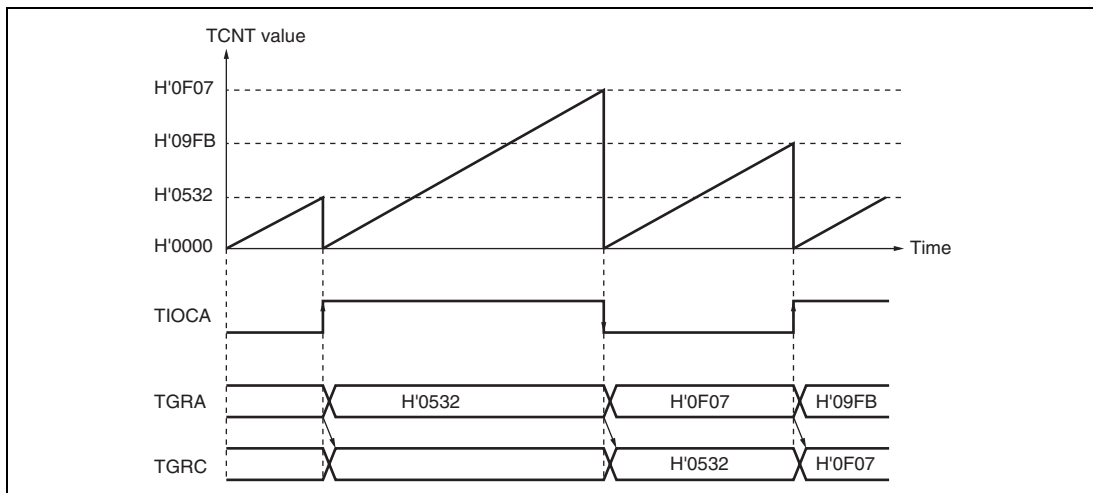 TCNT value
H'0F07
H'09FB
H'0532
H'0000
Time
TIOCA
TGRA
H'0532
H'0F07
H'09FB
TGRC
H'0532
H'0F07